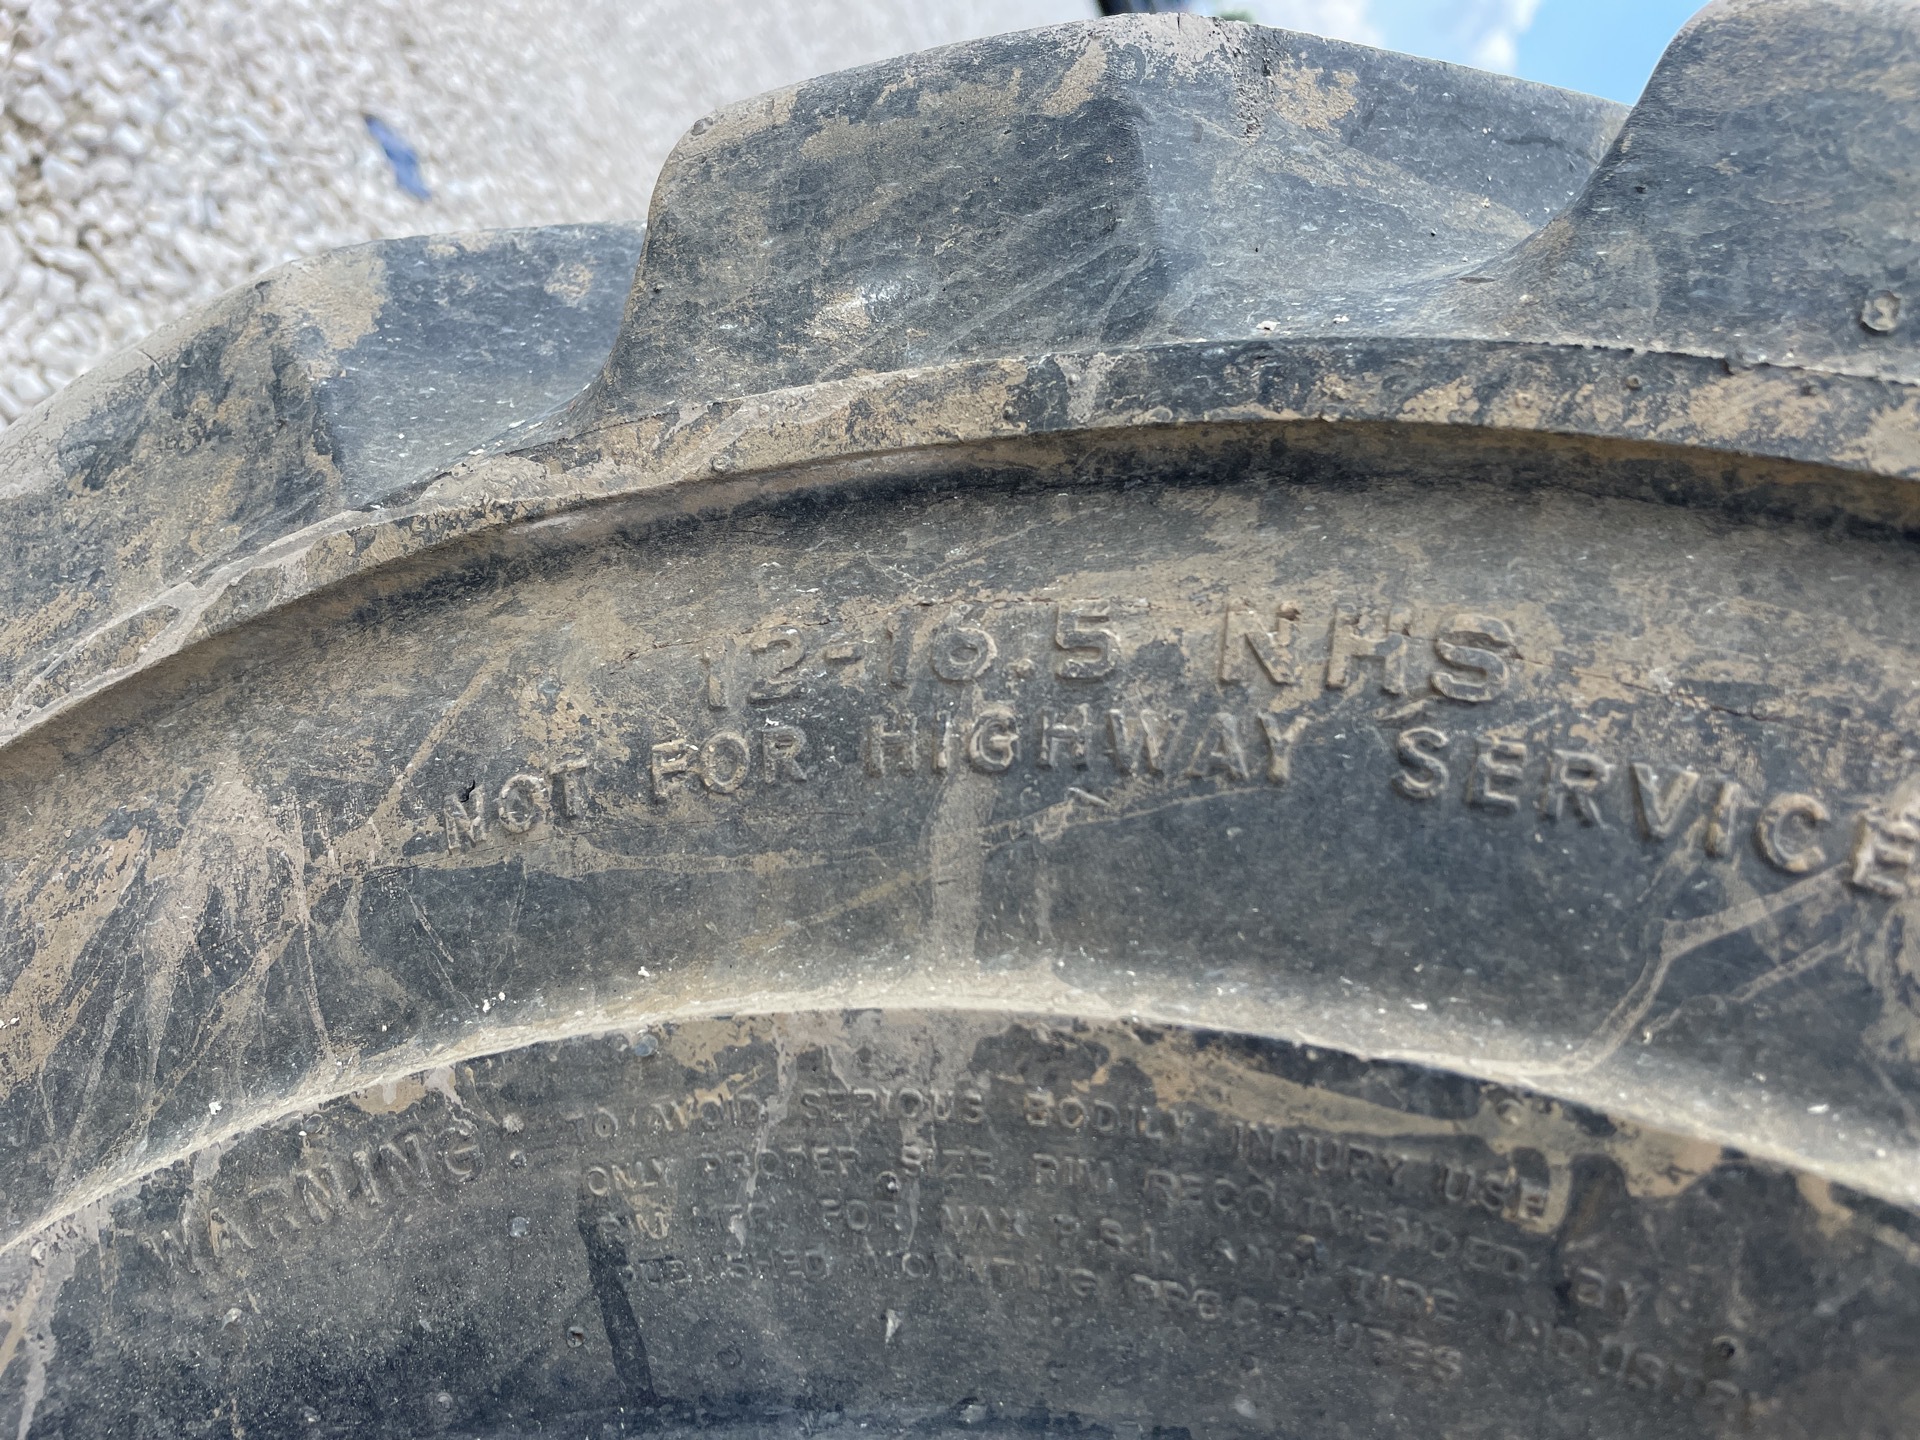 12-16.5 NHS
NOT FOR HIGHWAY SERVICE
WARNING: TO AVOID SERIOUS BODILY INJURY USE
ONLY PROPER SIZE RIM RECOMMENDED BY
FOR MAX P.S.I. AND TIRE INDUSTRY
PUBLISHED MOUNTING PROCEDURES